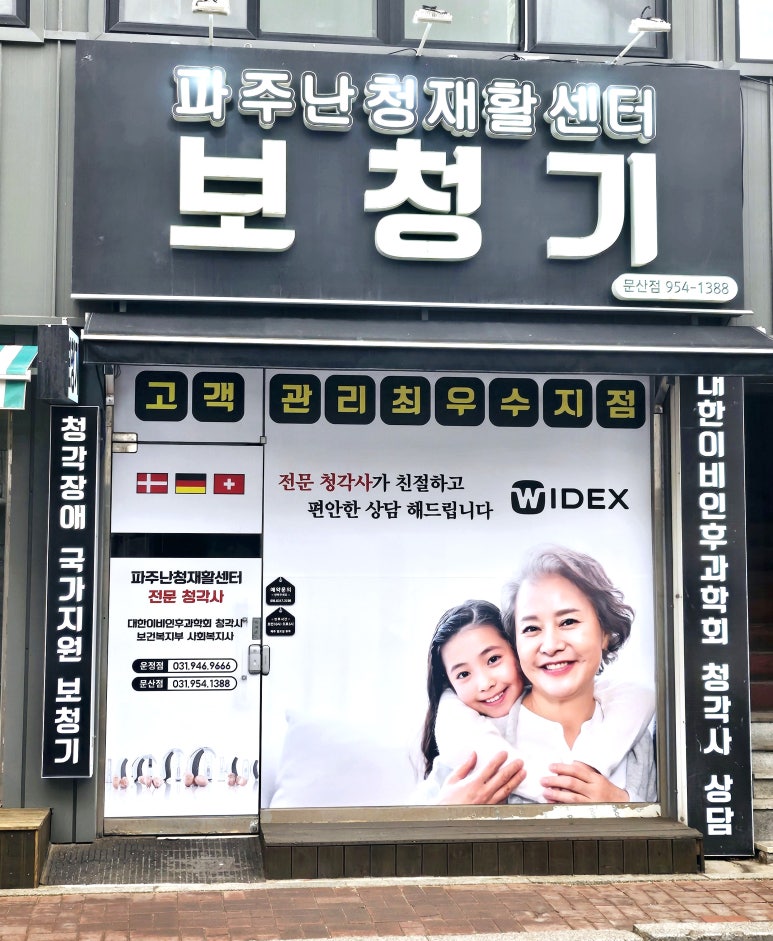 파주난청재활센터
보청기
문산점 954-1388
고객 관리최우수지점
전문 청각사가 친절하고
편안한 상담 해드립니다
WIDEX
파주난청재활센터
전문 청각사
대한이비인후과학회 청각사
보건복지부 사회복지사
운정점 031.946.9666
문산점 031.954.1388
예약문의
청각장애 국가지원 보청기
대한이비인후과학회 청각사 상담